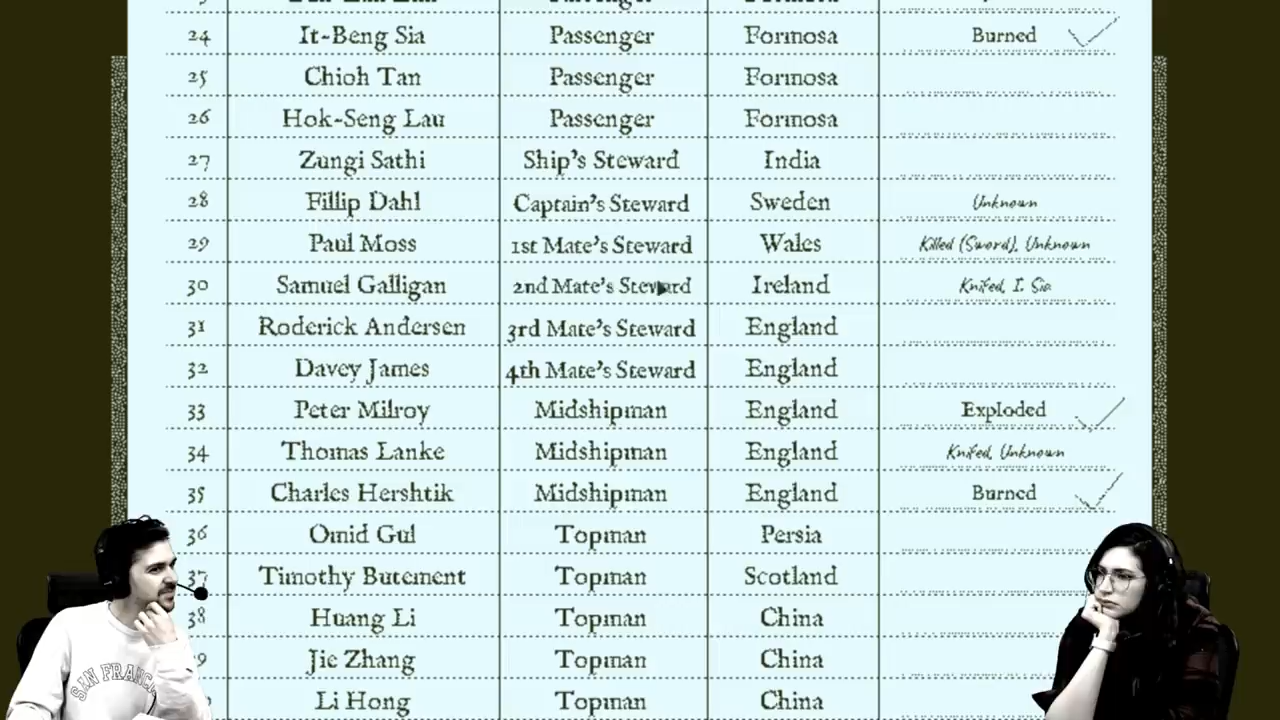 24 It-Beng Sia Passenger Formosa Burned
25 Chioh Tan Passenger Formosa
26 Hok-Seng Lau Passenger Formosa
27 Zungi Sathi Ship's Steward India
28 Fillip Dahl Captain's Steward Sweden Unknown
29 Paul Moss 1st Mate's Steward Wales Killed (Sword), Unknown
30 Samuel Galligan 2nd Mate's Steward Ireland Knifed, I. Sia
31 Roderick Andersen 3rd Mate's Steward England
32 Davey James 4th Mate's Steward England
33 Peter Milroy Midshipman England Exploded
34 Thomas Lanke Midshipman England Knifed, Unknown
35 Charles Hershtik Midshipman England Burned
36 Omid Gul Topman Persia
37 Timothy Butement Topman Scotland
38 Huang Li Topman China
Jie Zhang Topman China
Li Hong Topman China
SAN FRANC